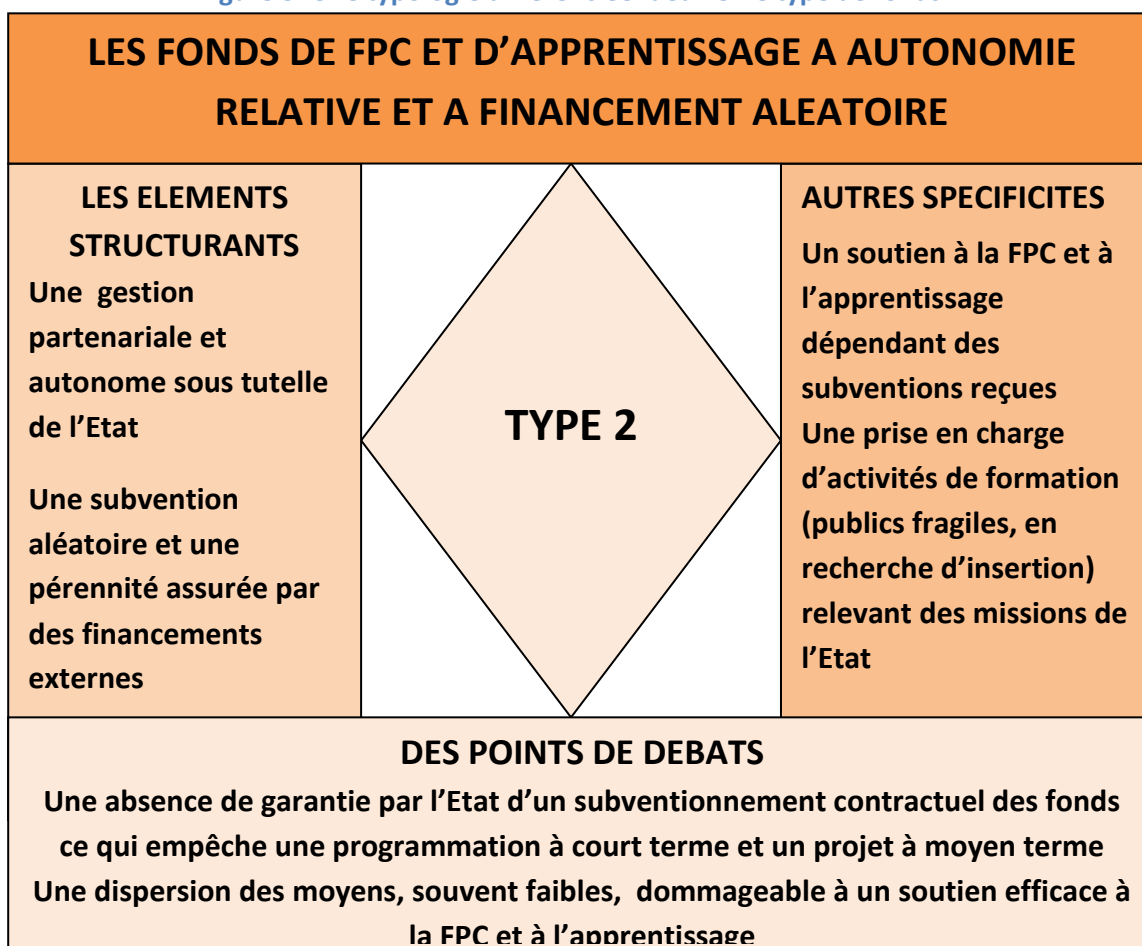 LES FONDS DE FPC ET D’APPRENTISSAGE A AUTONOMIE
RELATIVE ET A FINANCEMENT ALEATOIRE
LES ELEMENTS
STRUCTURANTS
Une gestion
partenariale et
autonome sous tutelle
de l’Etat
Une subvention
aléatoire et une
pérennité assurée par
des financements
externes
TYPE 2
AUTRES SPECIFICITES
Un soutien à la FPC et à
l’apprentissage
dépendant des
subventions reçues
Une prise en charge
d’activités de formation
(publics fragiles, en
recherche d’insertion)
relevant des missions de
l’Etat
DES POINTS DE DEBATS
Une absence de garantie par l’Etat d’un subventionnement contractuel des fonds
ce qui empêche une programmation à court terme et un projet à moyen terme
Une dispersion des moyens, souvent faibles, dommageable à un soutien efficace à
la FPC et à l’apprentissage